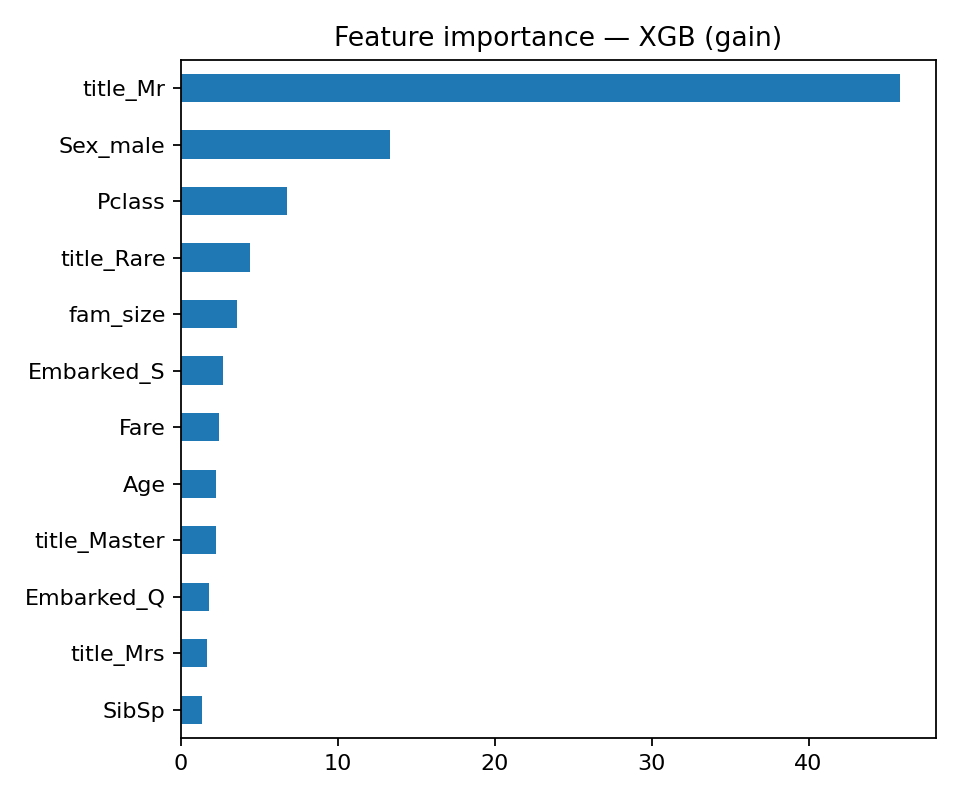 Feature importance — XGB (gain)
title_Mr
Sex_male
Pclass
title_Rare
fam_size
Embarked_S
Fare
Age
title_Master
Embarked_Q
title_Mrs
SibSp
0 10 20 30 40